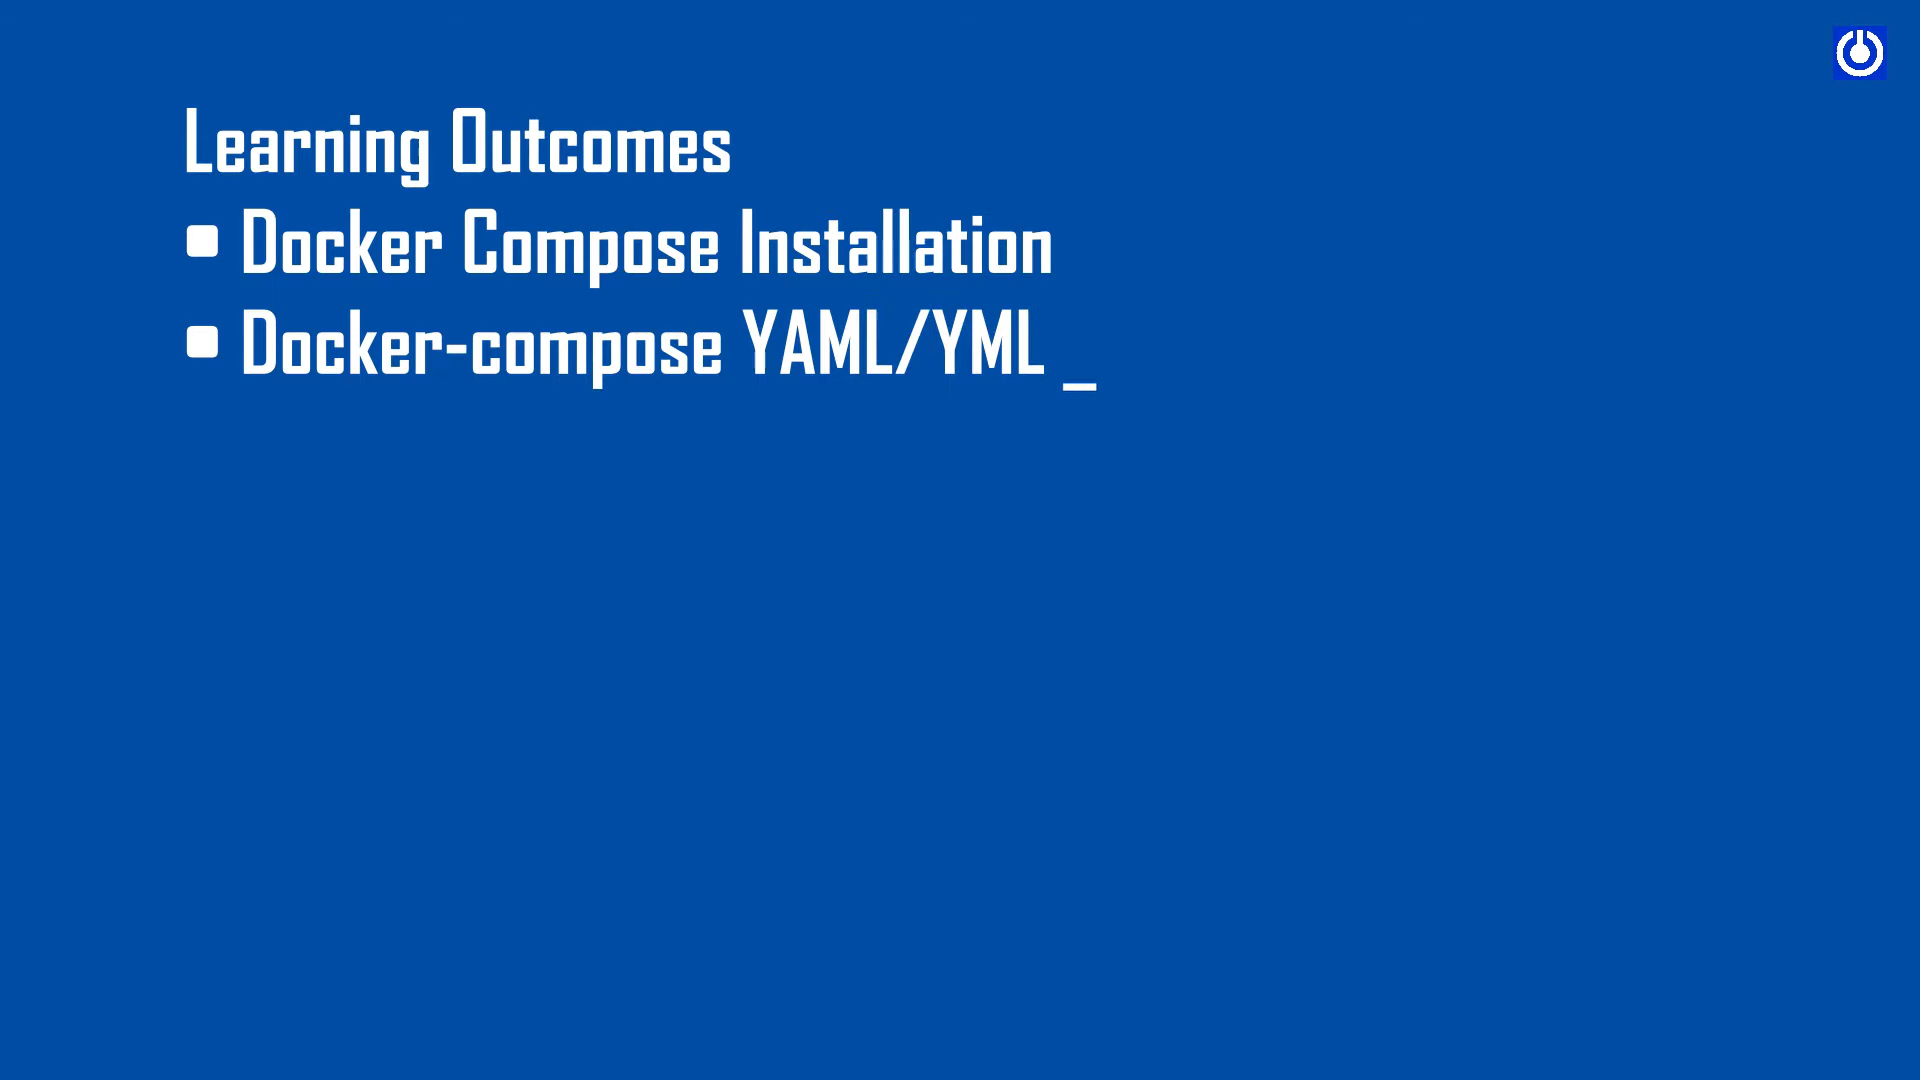 Learning Outcomes
▪ Docker Compose Installation
▪ Docker-compose YAML/YML _